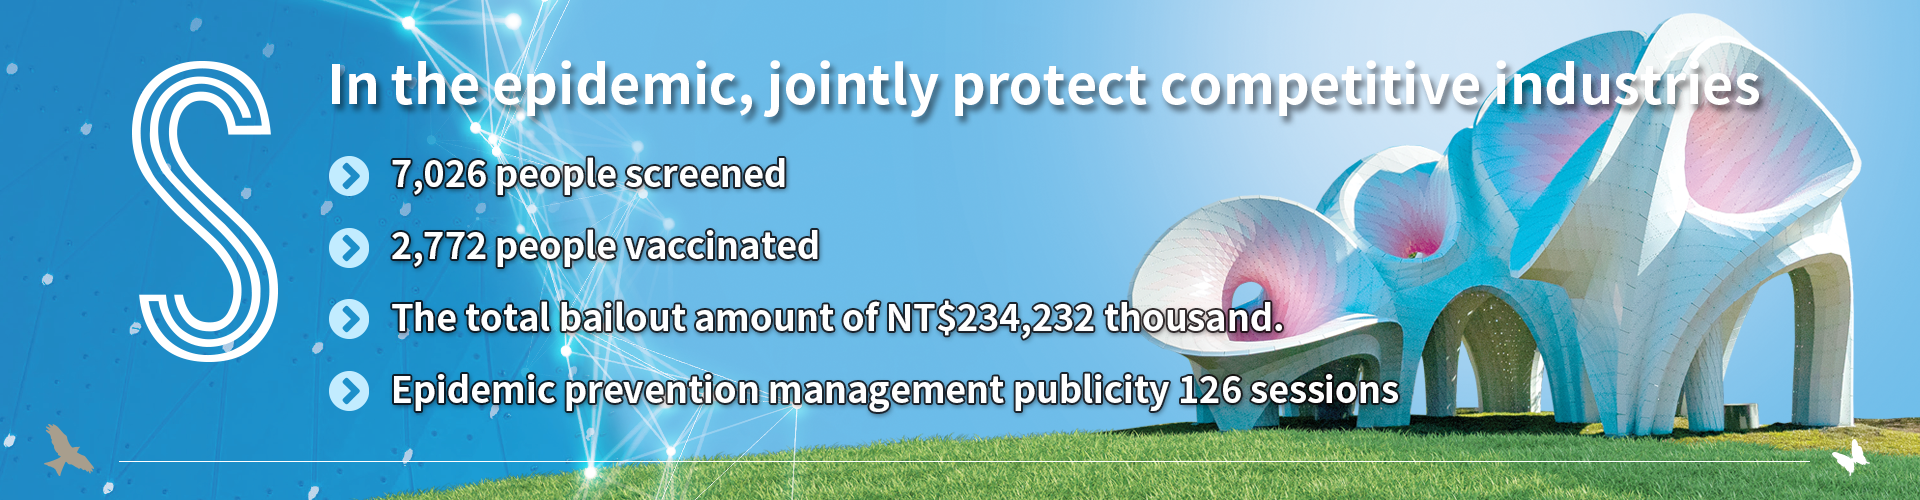 S
In the epidemic, jointly protect competitive industries
7,026 people screened
2,772 people vaccinated
The total bailout amount of NT$234,232 thousand.
Epidemic prevention management publicity 126 sessions